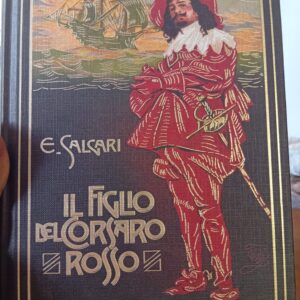 E. SALGARI
IL FIGLIO
DEL CORSARO
ROSSO